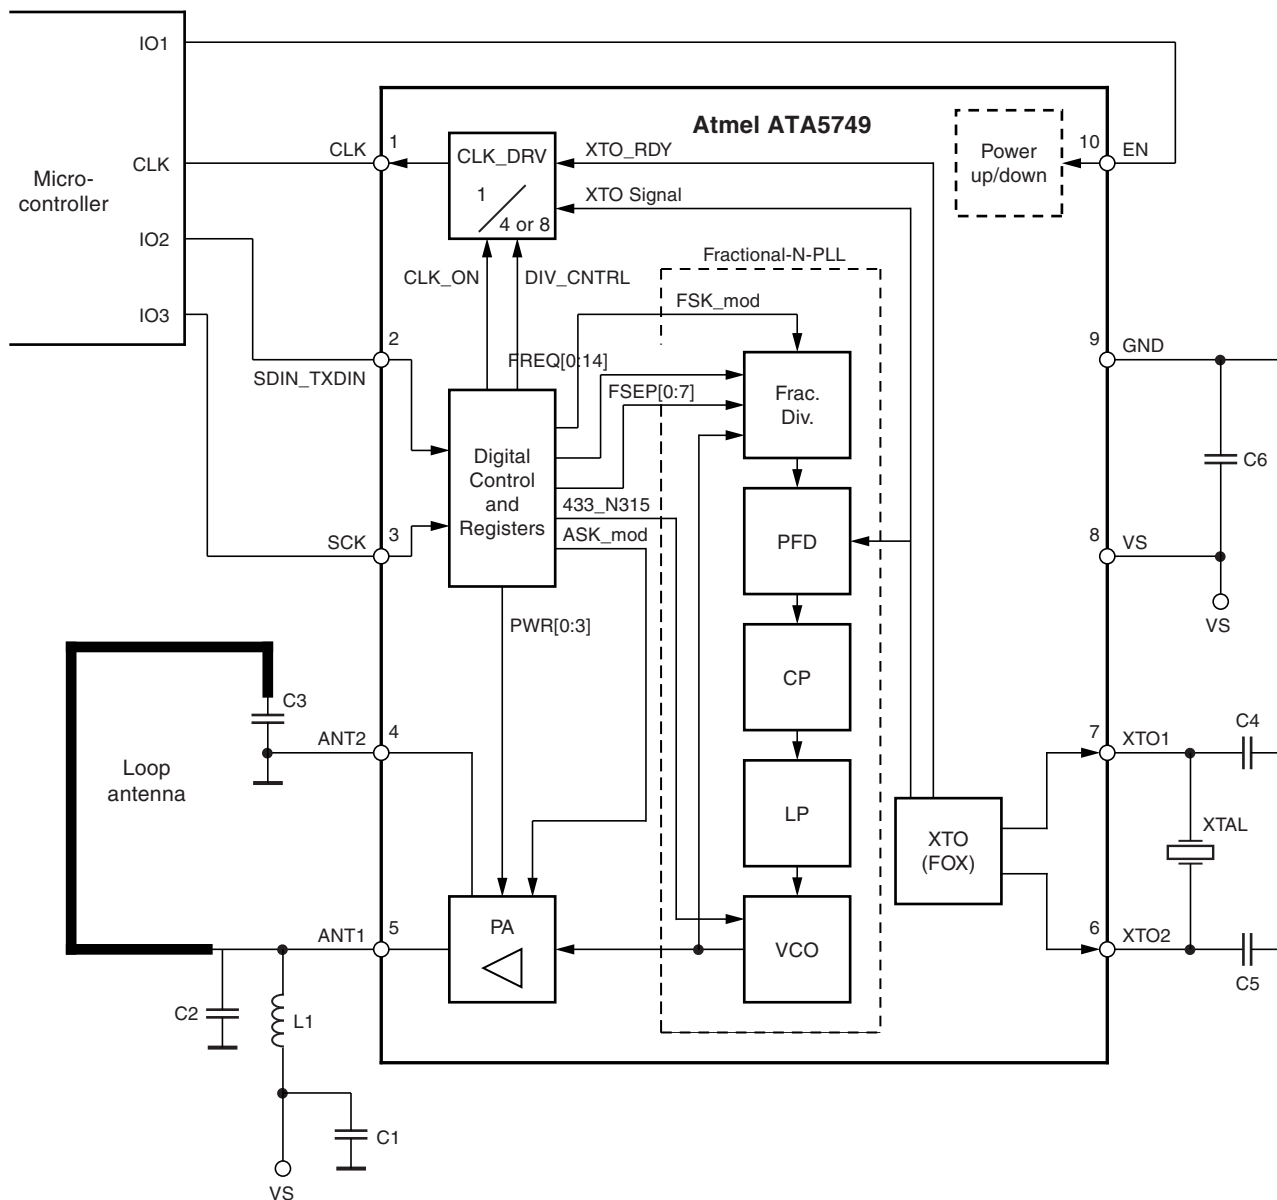 IO1
Atmel ATA5749
CLK
1
CLK_DRV
1
4 or 8
XTO_RDY
XTO Signal
Power
up/down
10
EN
CLK
Micro-
controller
IO2
IO3
CLK_ON
DIV_CNTRL
Fractional-N-PLL
FSK_mod
2
SDIN_TXDIN
FREQ[0:14]
FSEP[0:7]
Frac.
Div.
9
GND
C6
Digital
Control
and
Registers
433_N315
ASK_mod
PFD
3
SCK
8
VS
VS
PWR[0:3]
CP
C3
ANT2
4
7
XTO1
C4
Loop
antenna
LP
XTO
(FOX)
XTAL
ANT1
5
PA
VCO
6
XTO2
C5
C2
L1
C1
VS